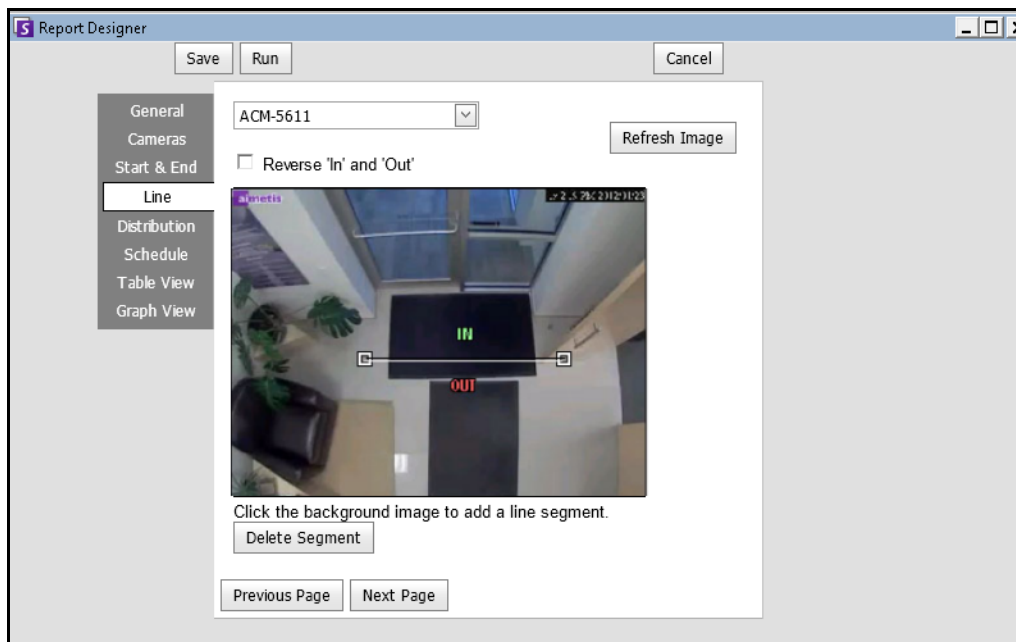 Report Designer
Save
Run
Cancel
General
Cameras
Start & End
Line
Distribution
Schedule
Table View
Graph View
ACM-5611
Refresh Image
Reverse 'In' and 'Out'
aimetis
IN
OUT
Click the background image to add a line segment.
Delete Segment
Previous Page
Next Page